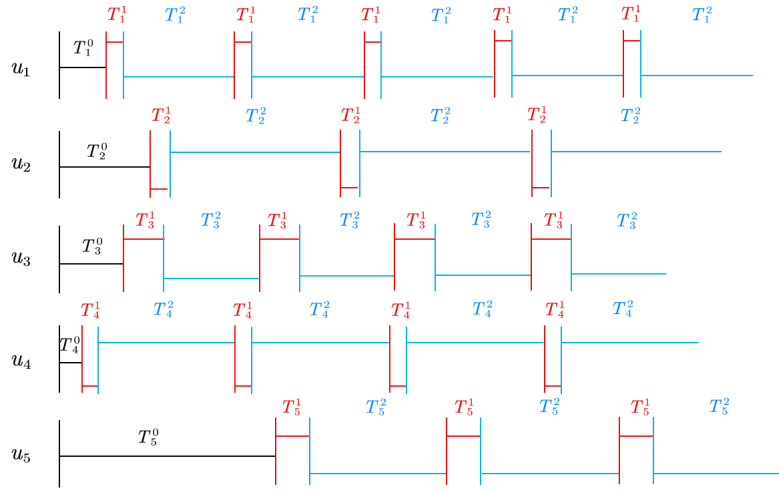 T_1^1 T_1^2 T_1^1 T_1^2 T_1^1 T_1^2 T_1^1 T_1^2 T_1^1 T_1^2
u_1 T_1^0
T_2^1 T_2^2 T_2^1 T_2^2 T_2^1 T_2^2
u_2 T_2^0
T_3^1 T_3^2 T_3^1 T_3^2 T_3^1 T_3^2 T_3^1 T_3^2
u_3 T_3^0
T_4^1 T_4^2 T_4^1 T_4^2 T_4^1 T_4^2 T_4^1 T_4^2
u_4 T_4^0
T_5^1 T_5^2 T_5^1 T_5^2 T_5^1 T_5^2
u_5 T_5^0